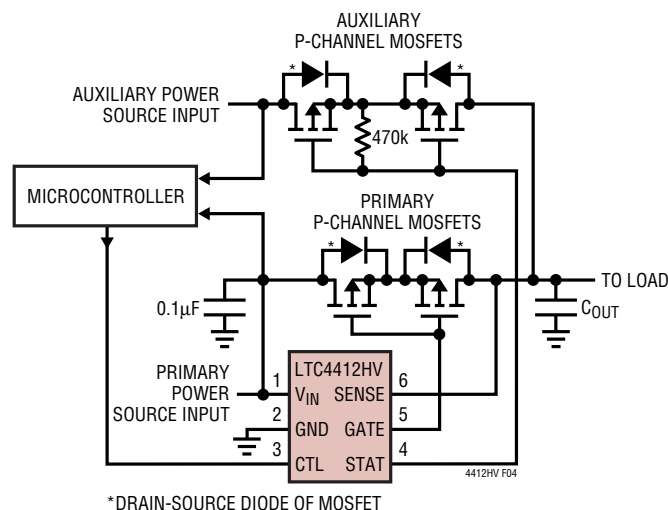 AUXILIARY
P-CHANNEL MOSFETS
*
*
AUXILIARY POWER
SOURCE INPUT
470k
MICROCONTROLLER
PRIMARY
P-CHANNEL MOSFETS
*
*
TO LOAD
0.1µF
COUT
PRIMARY
POWER
SOURCE INPUT
LTC4412HV
1
VIN
SENSE
6
2
GND
GATE
5
3
CTL
STAT
4
4412HV F04
*DRAIN-SOURCE DIODE OF MOSFET